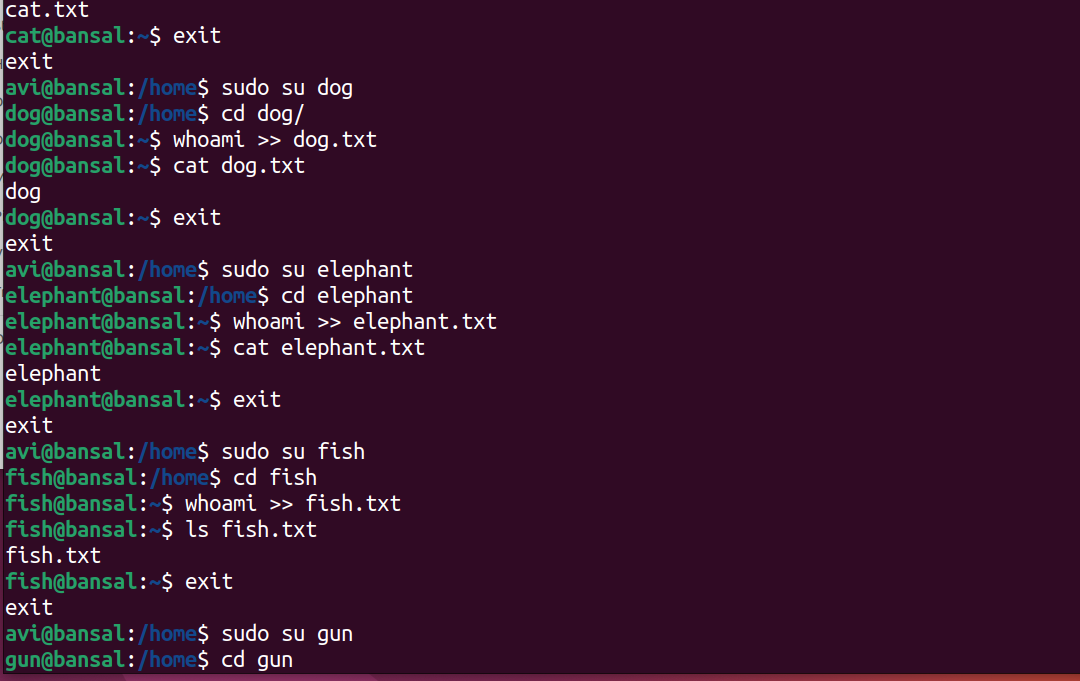 cat.txt
cat@bansal:~$ exit
exit
avi@bansal:/home$ sudo su dog
dog@bansal:/home$ cd dog/
dog@bansal:~$ whoami >> dog.txt
dog@bansal:~$ cat dog.txt
dog
dog@bansal:~$ exit
exit
avi@bansal:/home$ sudo su elephant
elephant@bansal:/home$ cd elephant
elephant@bansal:~$ whoami >> elephant.txt
elephant@bansal:~$ cat elephant.txt
elephant
elephant@bansal:~$ exit
exit
avi@bansal:/home$ sudo su fish
fish@bansal:/home$ cd fish
fish@bansal:~$ whoami >> fish.txt
fish@bansal:~$ ls fish.txt
fish.txt
fish@bansal:~$ exit
exit
avi@bansal:/home$ sudo su gun
gun@bansal:/home$ cd gun